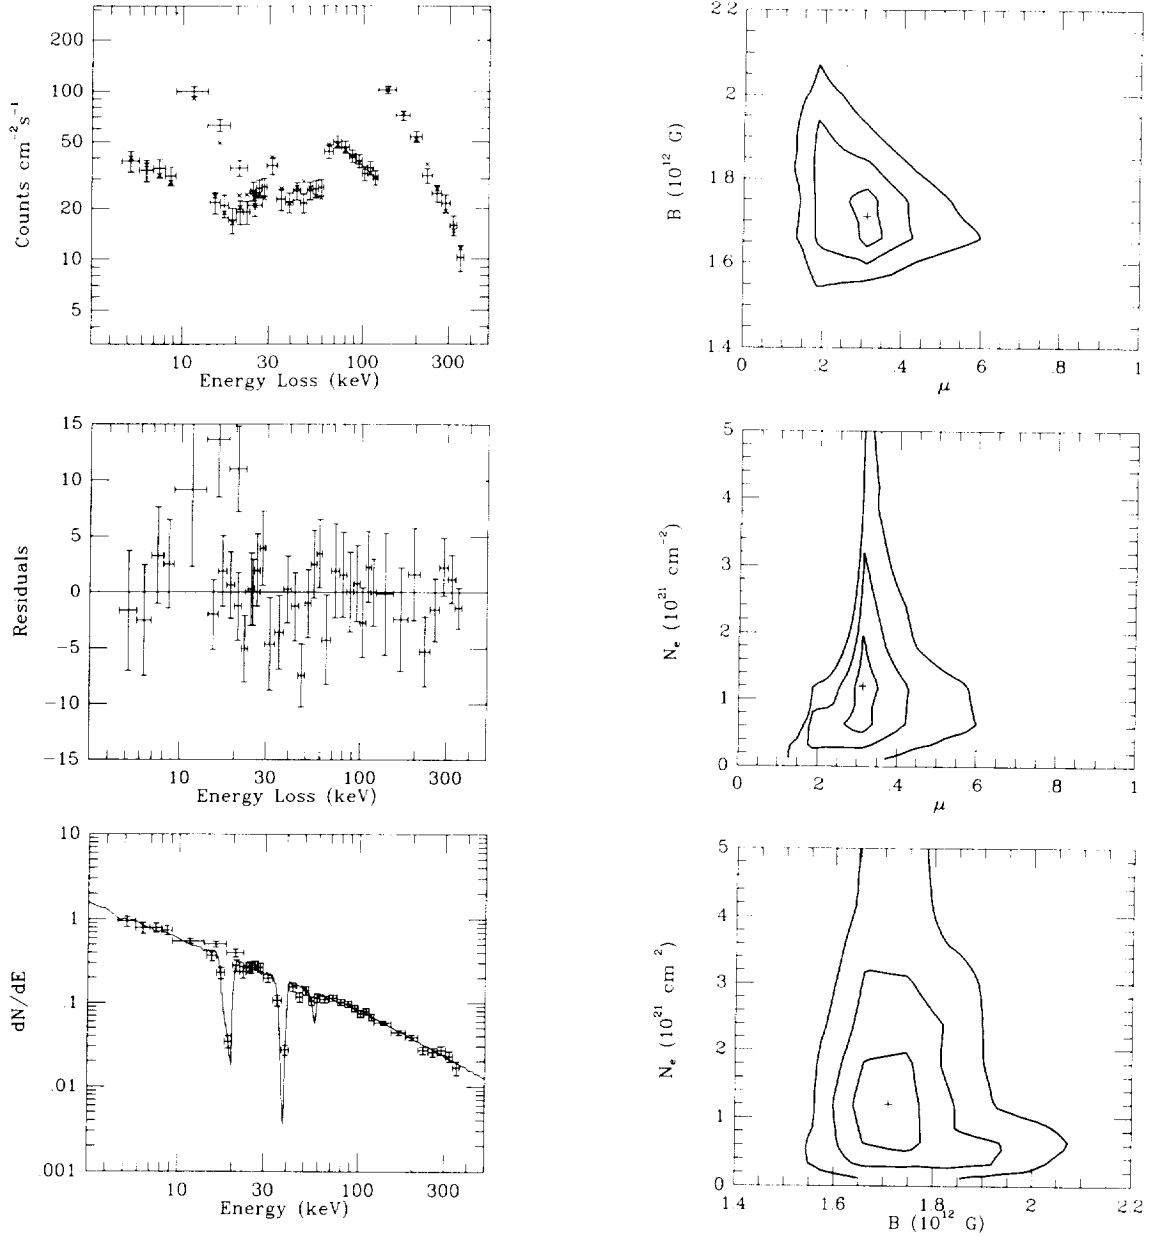 200
100
50
20
10
5
Counts cm⁻²s⁻¹
10 30 100 300
Energy Loss (keV)
15
10
5
0
−5
−10
−15
Residuals
10 30 100 300
Energy Loss (keV)
10
1
.1
.01
.001
dN/dE
10 30 100 300
Energy (keV)
2.2
2
1.8
1.6
1.4
B (10¹² G)
0 .2 .4 .6 .8 1
μ
5
4
3
2
1
0
Nₑ (10²¹ cm⁻²)
0 .2 .4 .6 .8 1
μ
5
4
3
2
1
0
Nₑ (10²¹ cm²)
1.4 1.6 1.8 2 2.2
B (10¹² G)